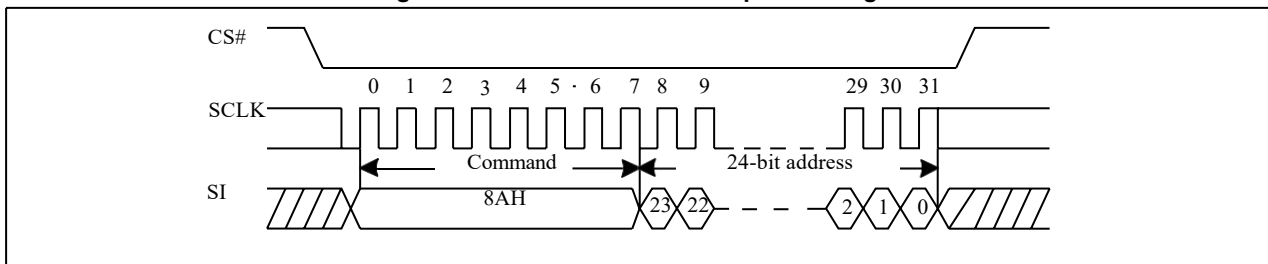 CS#
0 1 2 3 4 5 · 6 7 8 9 29 30 31
SCLK
Command 24-bit address
SI
8AH
23 22 2 1 0